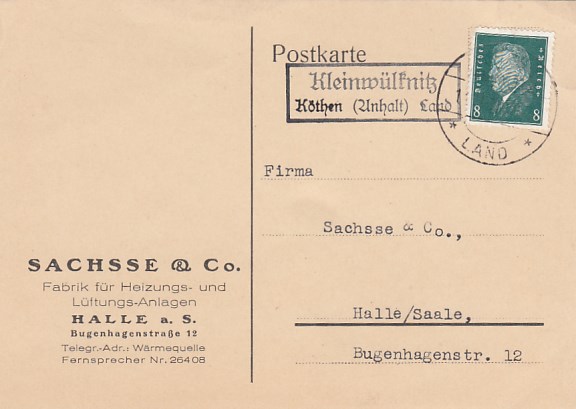 Postkarte
Kleinwülknitz
Köthen (Anhalt) Land
Deutsches Reich
8 8
* LAND *
Firma
Sachsse & Co.,
Halle/Saale,
Bugenhagenstr. 12
SACHSSE & Co.
Fabrik für Heizungs- und
Lüftungs-Anlagen
HALLE a. S.
Bugenhagenstraße 12
Telegr.-Adr.: Wärmequelle
Fernsprecher Nr. 26408